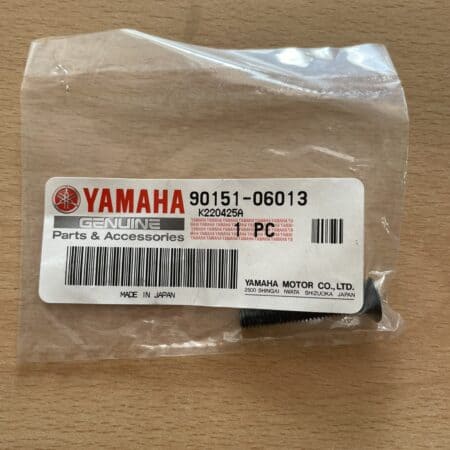 YAMAHA 90151-06013
K220425A
GENUINE
1 PC
Parts & Accessories
MADE IN JAPAN
YAMAHA MOTOR CO.,LTD.
2500 SHINGAI IWATA SHIZUOKA JAPAN